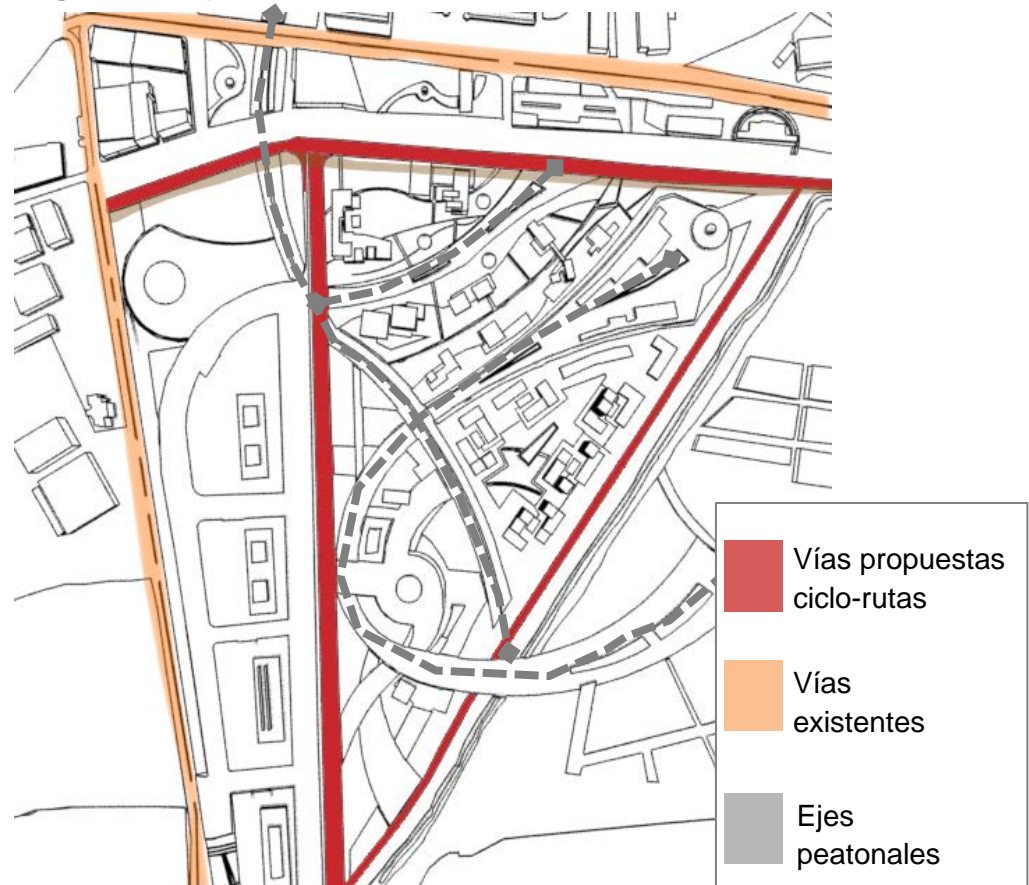 Vías propuestas
ciclo-rutas
Vías
existentes
Ejes
peatonales